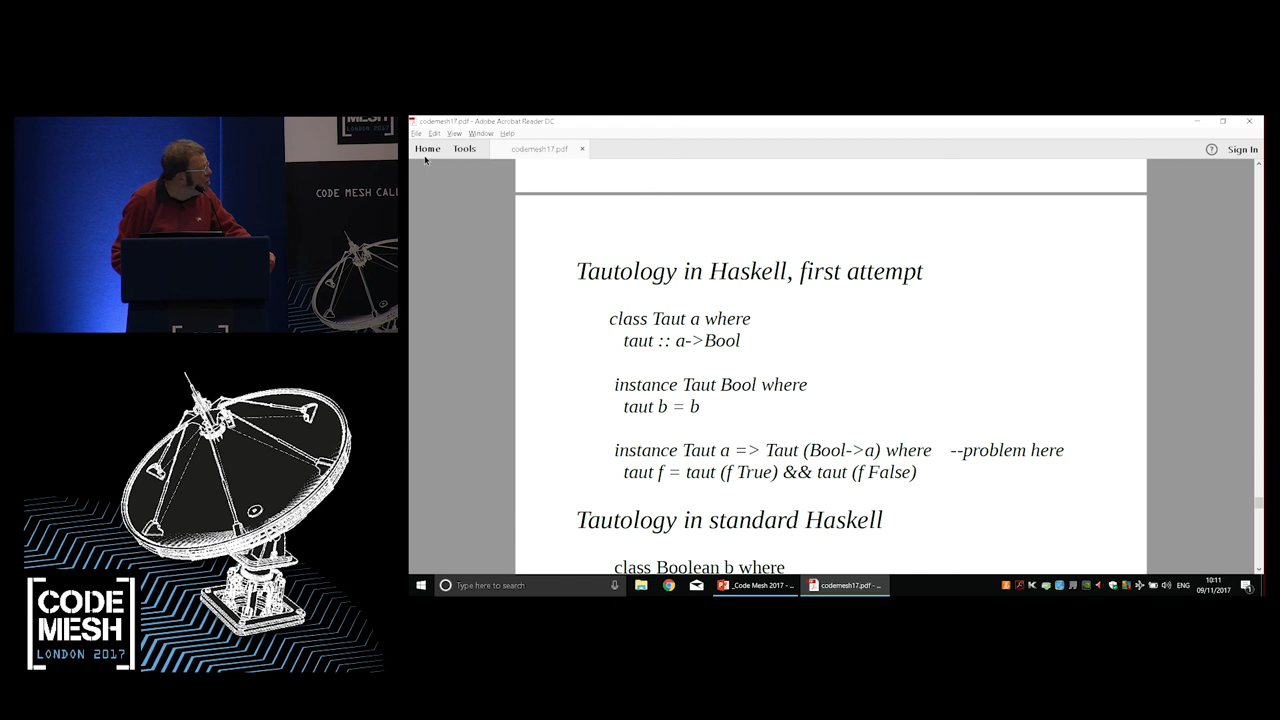 MESH
LONDON 2017
CODE MESH CALL
codemesh17.pdf - Adobe Acrobat Reader DC
File Edit View Window Help
Home Tools codemesh17.pdf × ? Sign In
Tautology in Haskell, first attempt
class Taut a where
taut :: a->Bool
instance Taut Bool where
taut b = b
instance Taut a => Taut (Bool->a) where --problem here
taut f = taut (f True) && taut (f False)
Tautology in standard Haskell
class Boolean b where
Type here to search
_Code Mesh 2017 - ...
codemesh17.pdf - ...
ENG
10:11
09/11/2017
CODE
MESH
LONDON 2017